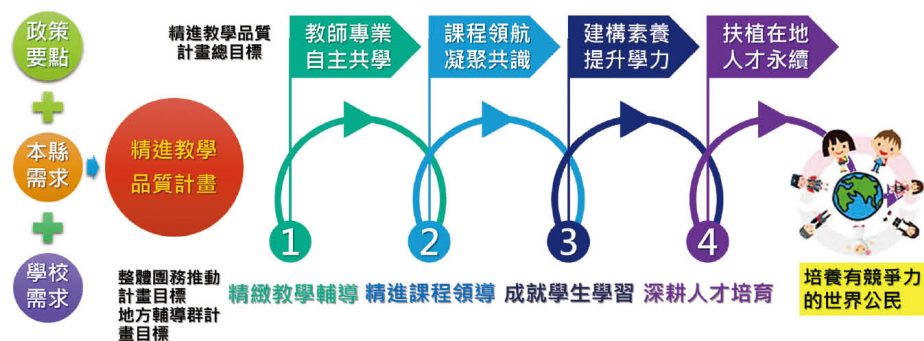 政策
要點
本縣
需求
學校
需求
精進教學
品質計畫
精進教學品質
計畫總目標
教師專業
自主共學
課程領航
凝聚共識
建構素養
提升學力
扶植在地
人才永續
1
2
3
4
整體團務推動
計畫目標
地方輔導群計
畫目標
精緻教學輔導
精進課程領導
成就學生學習
深耕人才培育
培養有競爭力
的世界公民